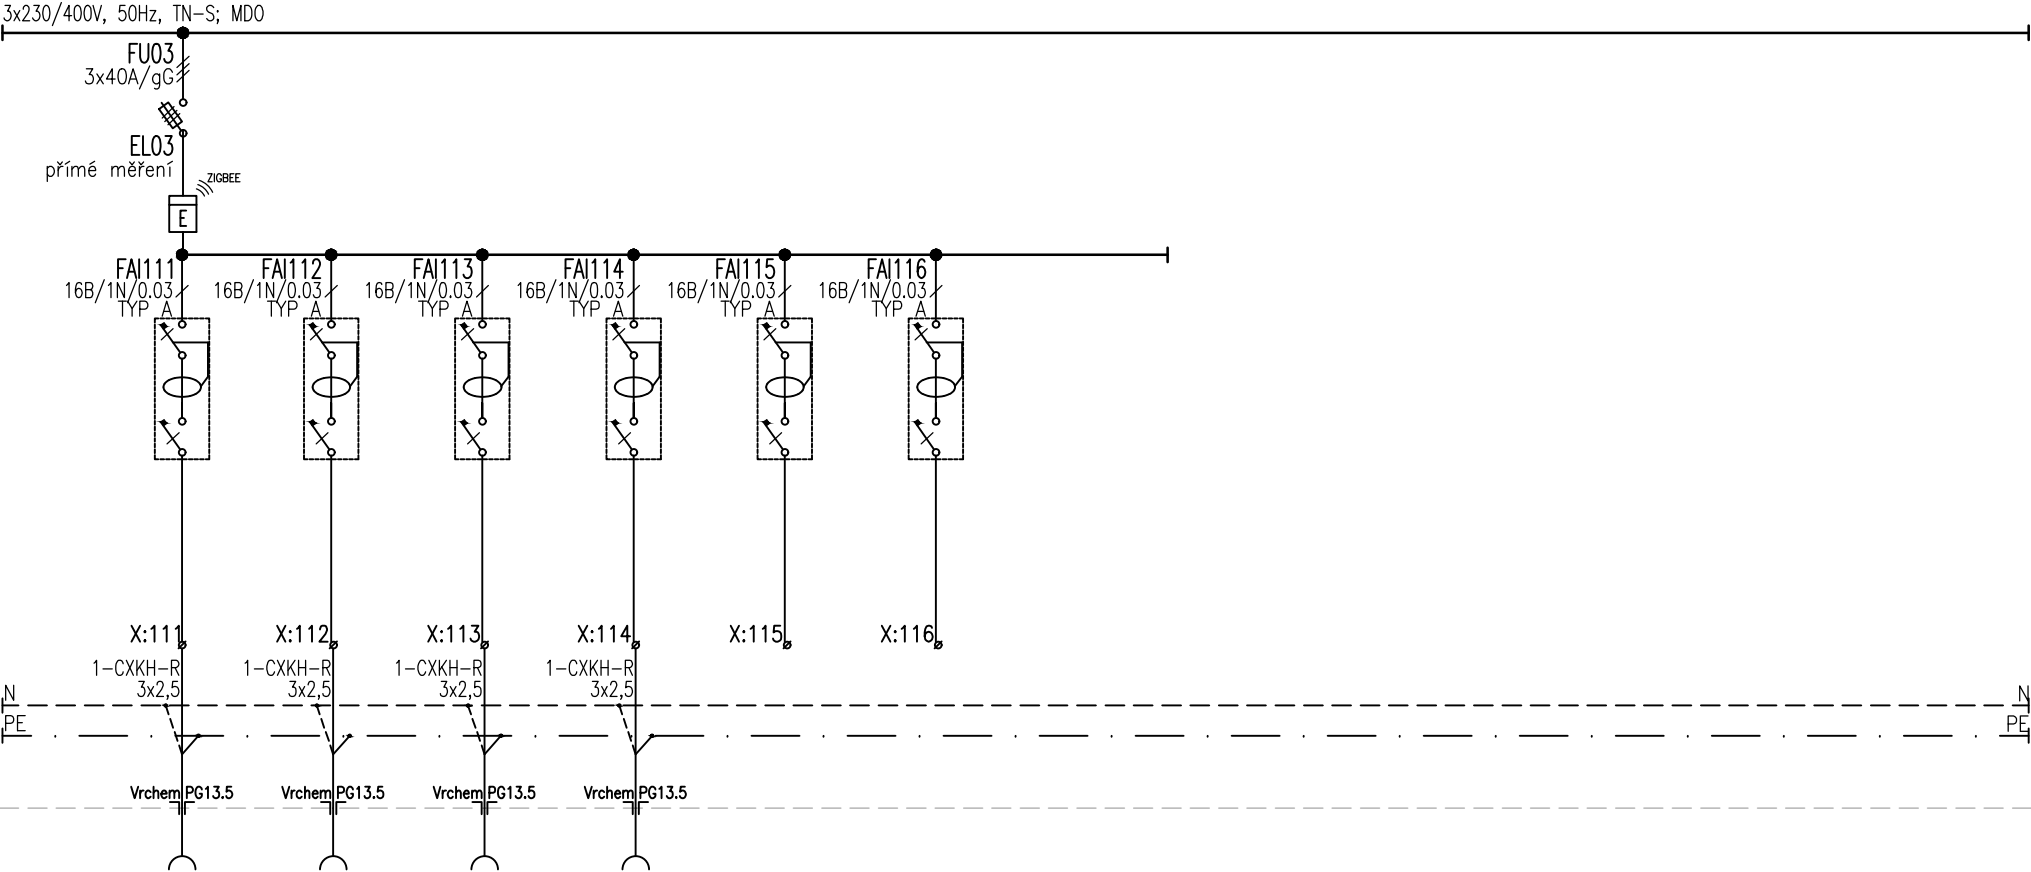 3x230/400V, 50Hz, TN-S; MDO
FU03
3x40A/gG
EL03
přímé měření
ZIGBEE
E
FAI111 FAI112 FAI113 FAI114 FAI115 FAI116
16B/1N/0.03 16B/1N/0.03 16B/1N/0.03 16B/1N/0.03 16B/1N/0.03 16B/1N/0.03
TYP A TYP A TYP A TYP A TYP A TYP A
X:111 X:112 X:113 X:114 X:115 X:116
1-CXKH-R 1-CXKH-R 1-CXKH-R 1-CXKH-R
3x2,5 3x2,5 3x2,5 3x2,5
N N
PE PE
Vrchem PG13.5 Vrchem PG13.5 Vrchem PG13.5 Vrchem PG13.5